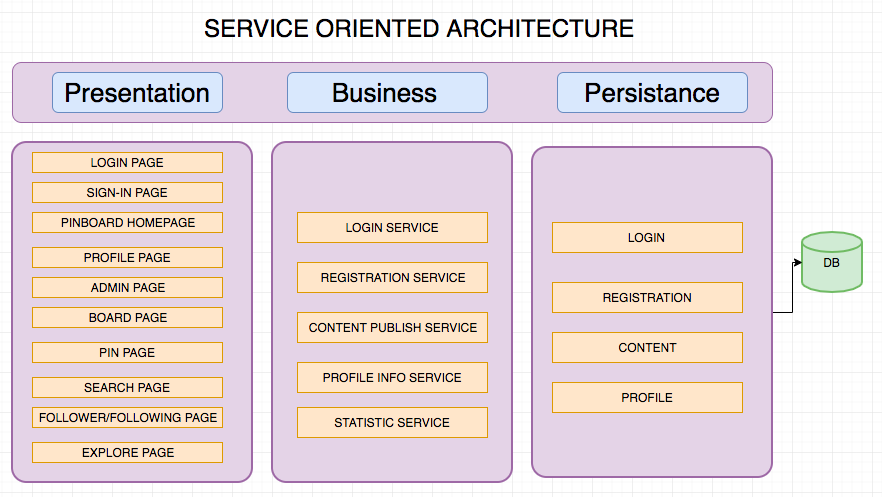 SERVICE ORIENTED ARCHITECTURE
Presentation
Business
Persistance
LOGIN PAGE
SIGN-IN PAGE
PINBOARD HOMEPAGE
PROFILE PAGE
ADMIN PAGE
BOARD PAGE
PIN PAGE
SEARCH PAGE
FOLLOWER/FOLLOWING PAGE
EXPLORE PAGE
LOGIN SERVICE
REGISTRATION SERVICE
CONTENT PUBLISH SERVICE
PROFILE INFO SERVICE
STATISTIC SERVICE
LOGIN
REGISTRATION
CONTENT
PROFILE
DB